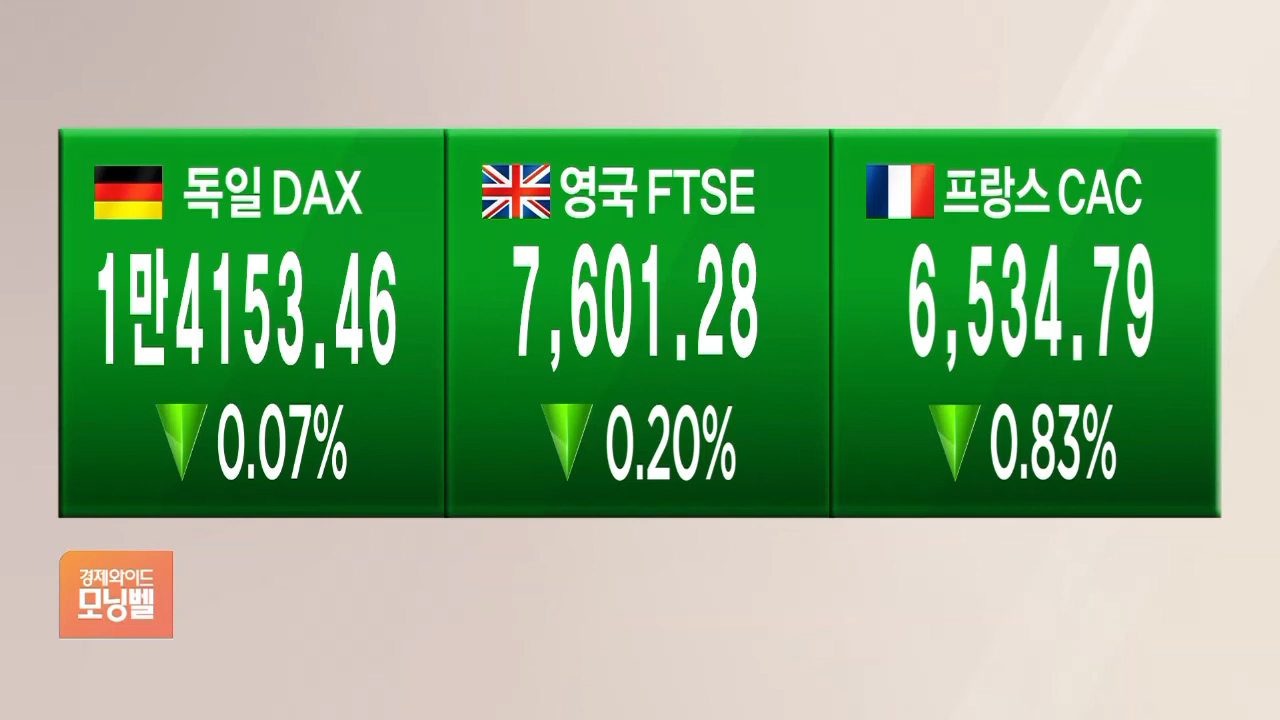 독일 DAX
1만4153.46
0.07%
영국 FTSE
7,601.28
0.20%
프랑스 CAC
6,534.79
0.83%
경제와이드
모닝벨